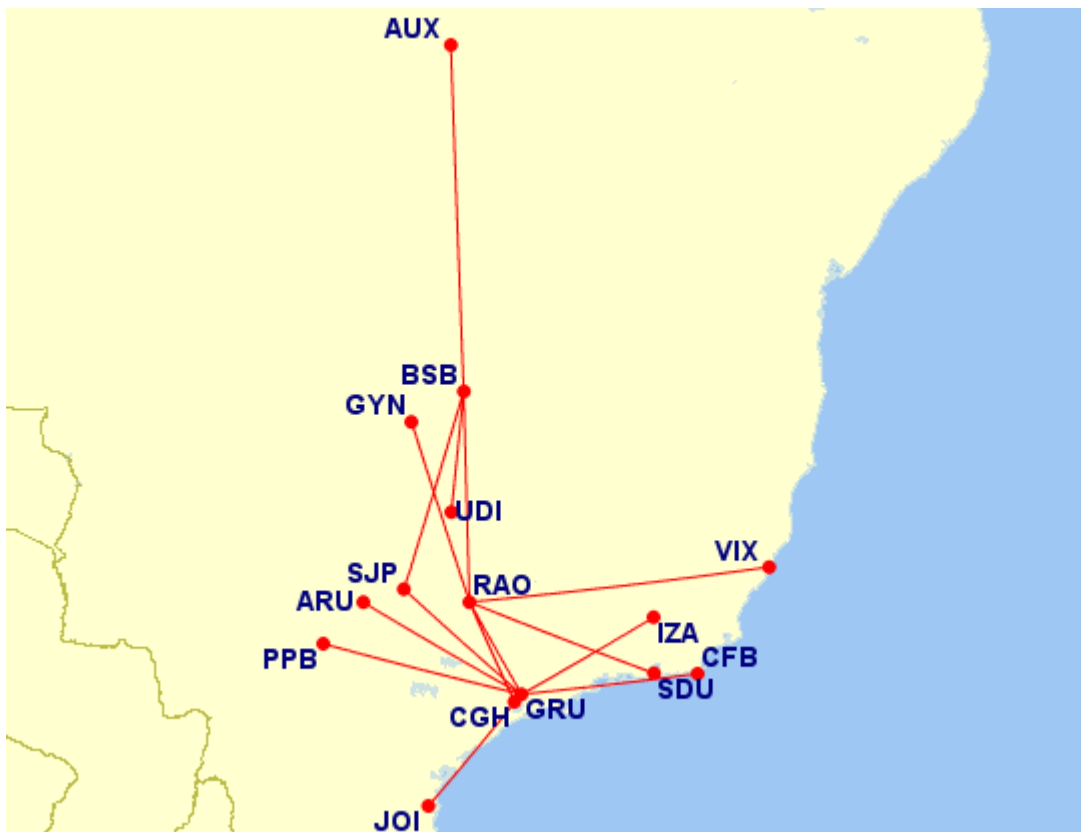 AUX
BSB
GYN
UDI
VIX
SJP
RAO
ARU
IZA
PPB
CFB
SDU
CGH
GRU
JOI